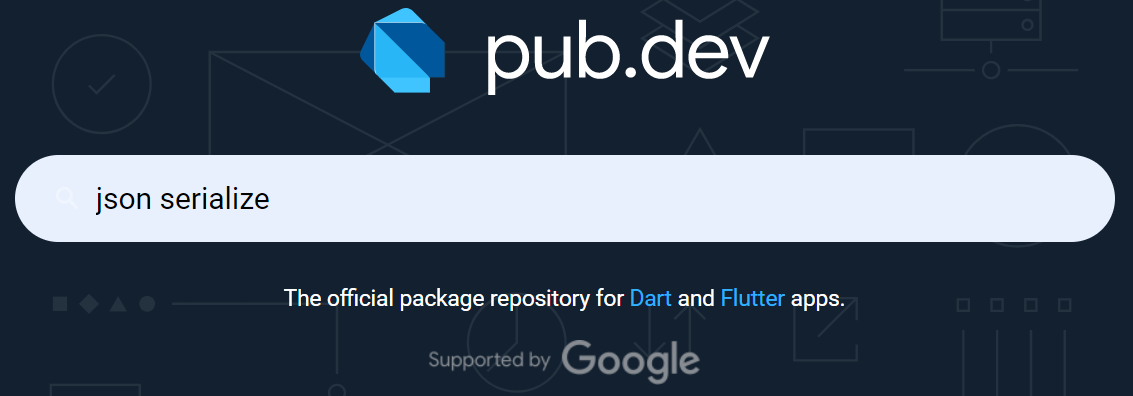 pub.dev
json serialize
The official package repository for Dart and Flutter apps.
Supported by Google